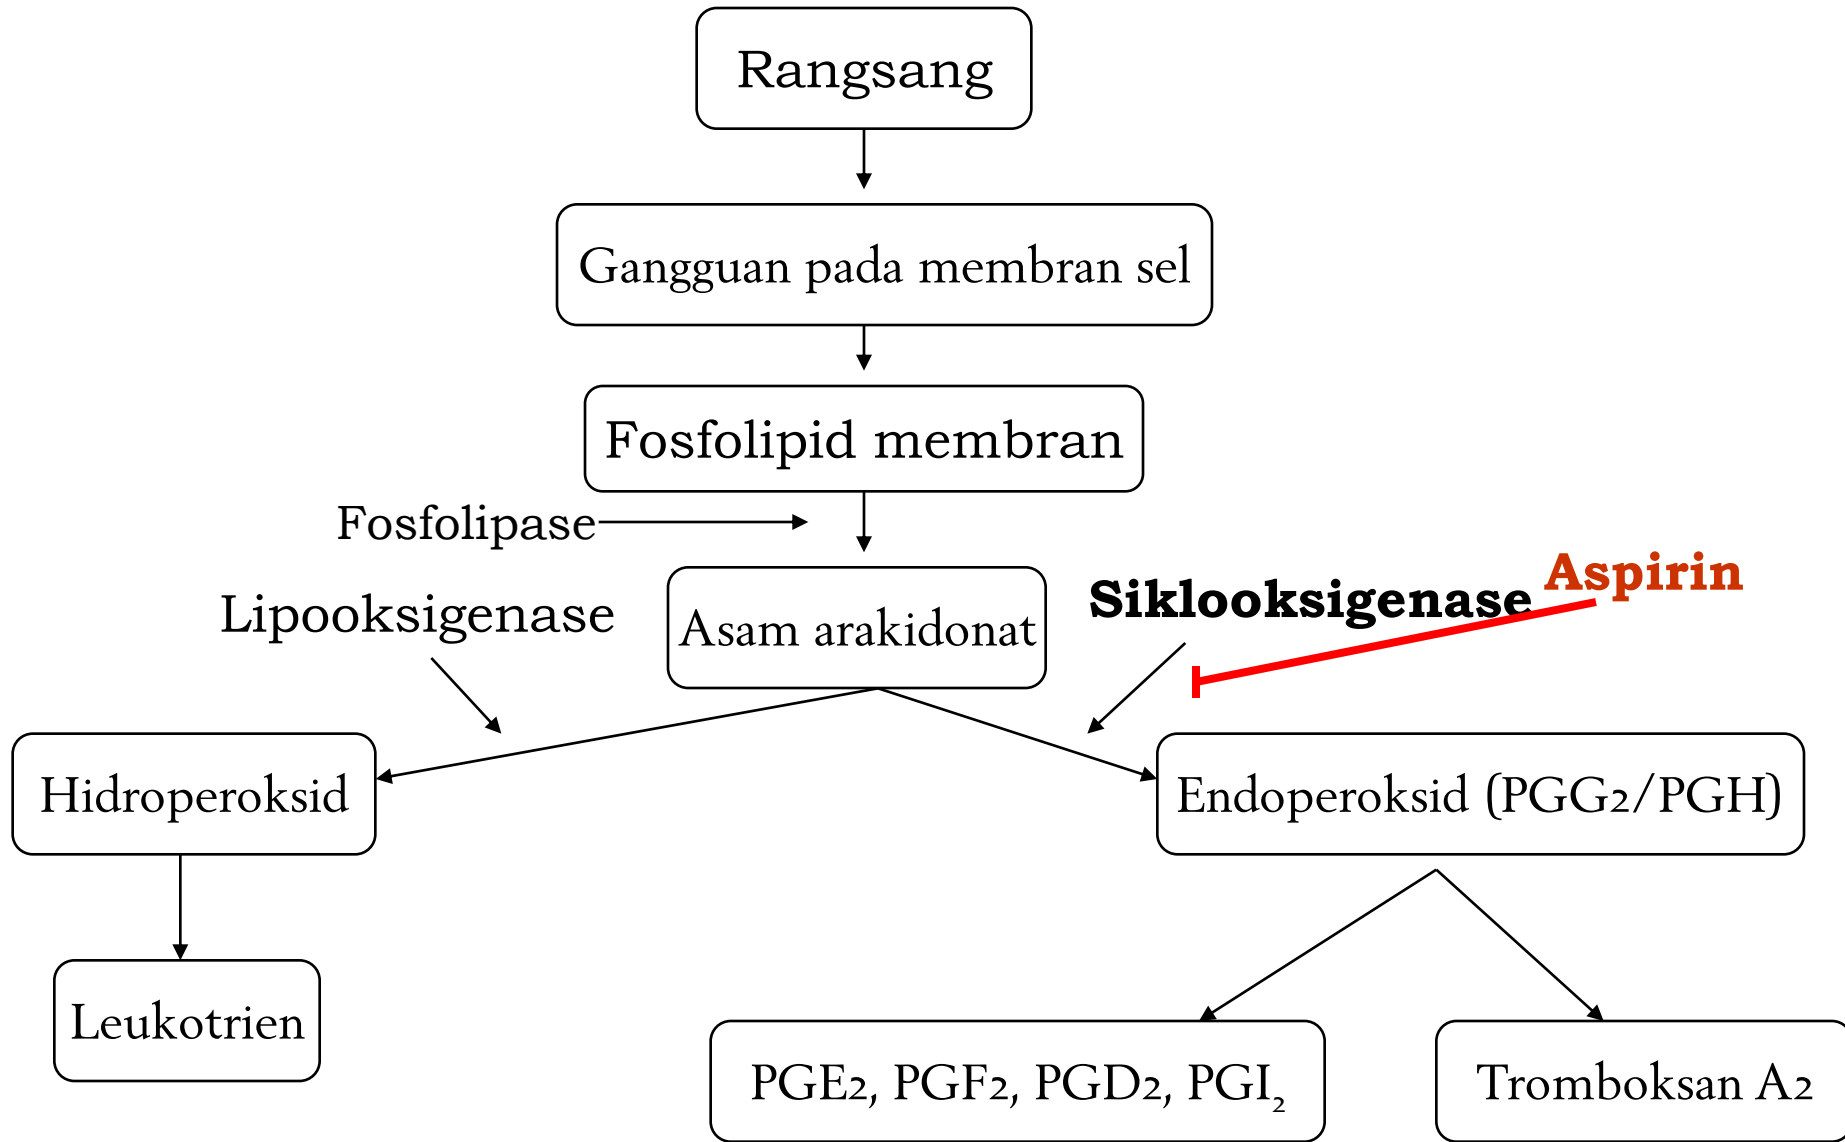 Rangsang
Gangguan pada membran sel
Fosfolipid membran
Fosfolipase
Aspirin
Siklooksigenase
Lipooksigenase
Asam arakidonat
Hidroperoksid
Endoperoksid (PGG2/PGH)
Leukotrien
PGE2, PGF2, PGD2, PGI₂
Tromboksan A2